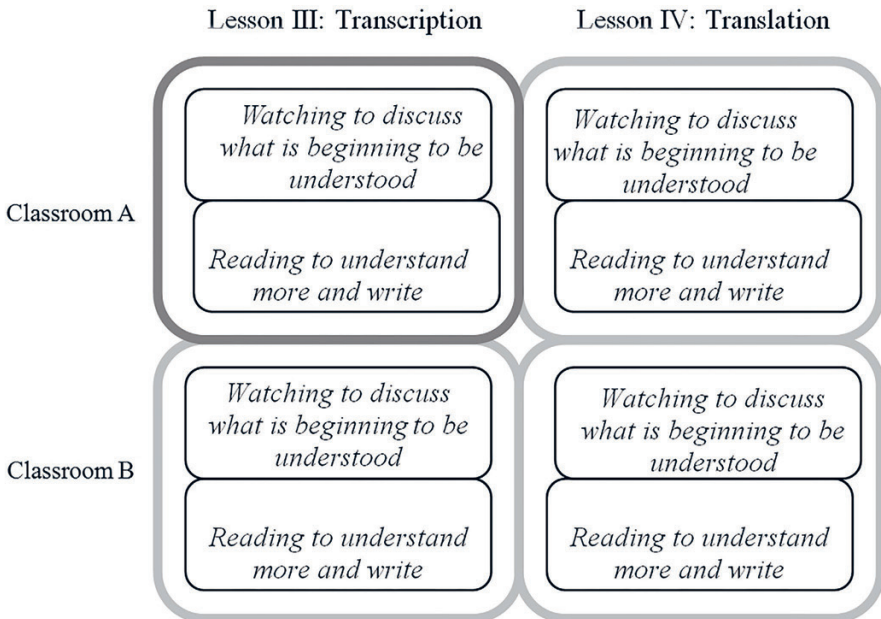 Lesson III: Transcription
Lesson IV: Translation
Classroom A
Watching to discuss
what is beginning to be
understood
Reading to understand
more and write
Watching to discuss
what is beginning to be
understood
Reading to understand
more and write
Classroom B
Watching to discuss
what is beginning to be
understood
Reading to understand
more and write
Watching to discuss
what is beginning to be
understood
Reading to understand
more and write